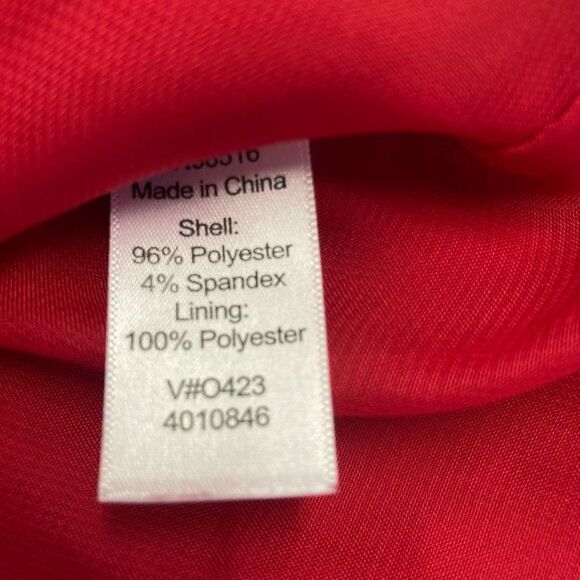 Made in China
Shell:
96% Polyester
4% Spandex
Lining:
100% Polyester
V#O423
4010846